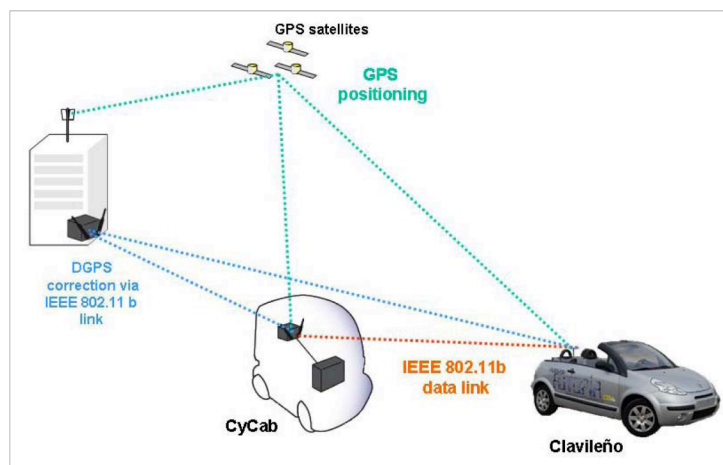 GPS satellites
GPS
positioning
DGPS
correction via
IEEE 802.11 b
link
IEEE 802.11b
data link
CyCab
Clavileño